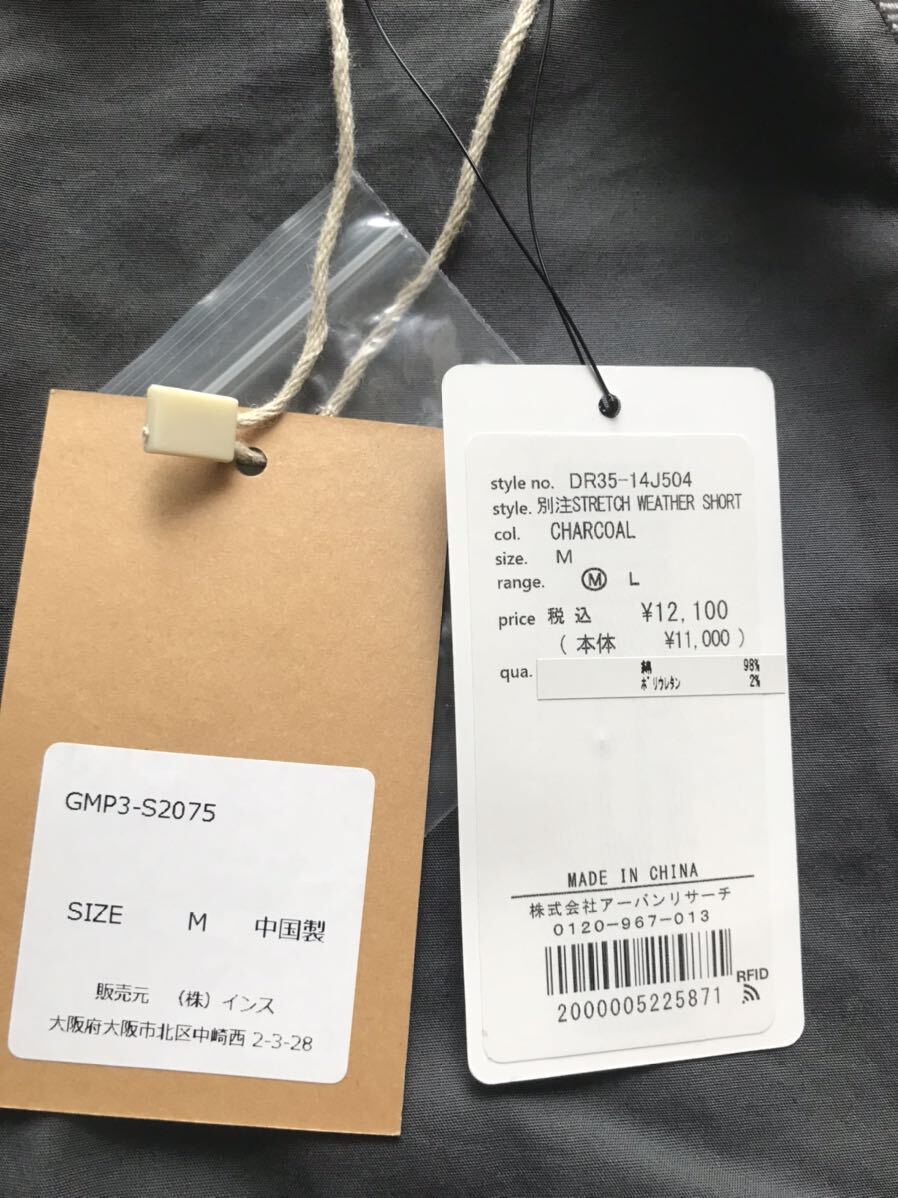 GMP3-S2075
SIZE M 中国製
販売元 （株）インス
大阪府大阪市北区中崎西 2-3-28
style no. DR35-14J504
style. 別注STRETCH WEATHER SHORT
col. CHARCOAL
size. M
range. Ⓜ L
price 税込 ¥12,100
( 本体 ¥11,000 )
qua. 綿 98%
ﾎﾟﾘｳﾚﾀﾝ 2%
MADE IN CHINA
株式会社アーバンリサーチ
0120-967-013
2000005225871
RFID